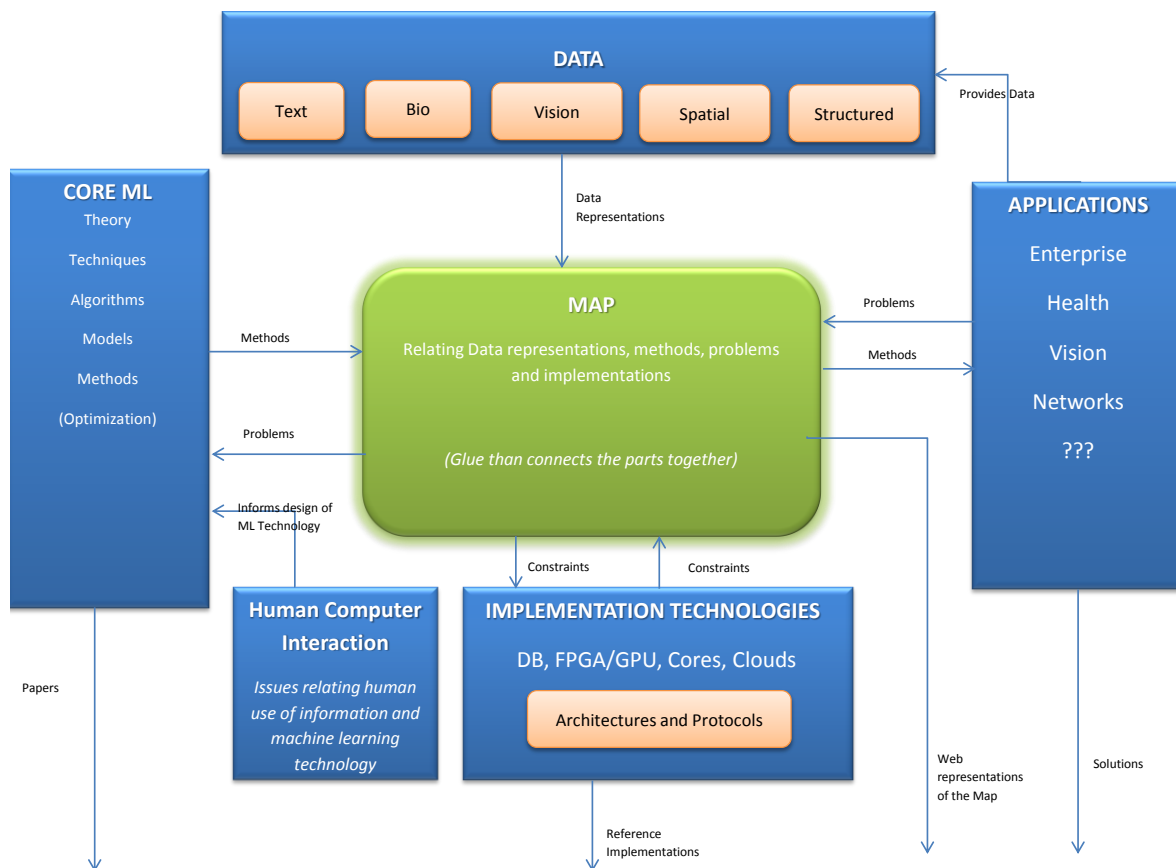 DATA
Text
Bio
Vision
Spatial
Structured
Provides Data
Data
Representations
CORE ML
Theory
Techniques
Algorithms
Models
Methods
(Optimization)
APPLICATIONS
Enterprise
Health
Vision
Networks
???
MAP
Relating Data representations, methods, problems
and implementations
(Glue than connects the parts together)
Methods
Problems
Problems
Methods
Informs design of
ML Technology
Constraints
Constraints
Human Computer
Interaction
Issues relating human
use of information and
machine learning
technology
IMPLEMENTATION TECHNOLOGIES
DB, FPGA/GPU, Cores, Clouds
Architectures and Protocols
Papers
Web
representations
of the Map
Solutions
Reference
Implementations